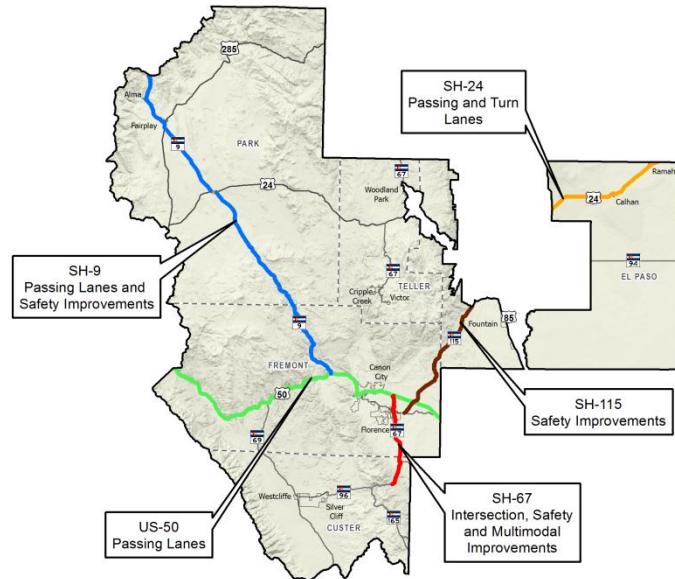 285
Alma
Fairplay
9
PARK
67
24
Woodland
Park
SH-24
Passing and Turn
Lanes
Ramah
24
Calhan
94
EL PASO
SH-9
Passing Lanes and
Safety Improvements
67
TELLER
Cripple
Creek
Victor
9
Fountain
85
115
FREMONT
Canon
City
50
Florence
67
SH-115
Safety Improvements
69
US-50
Passing Lanes
Westcliffe
96
Silver
Cliff
CUSTER
165
SH-67
Intersection, Safety
and Multimodal
Improvements